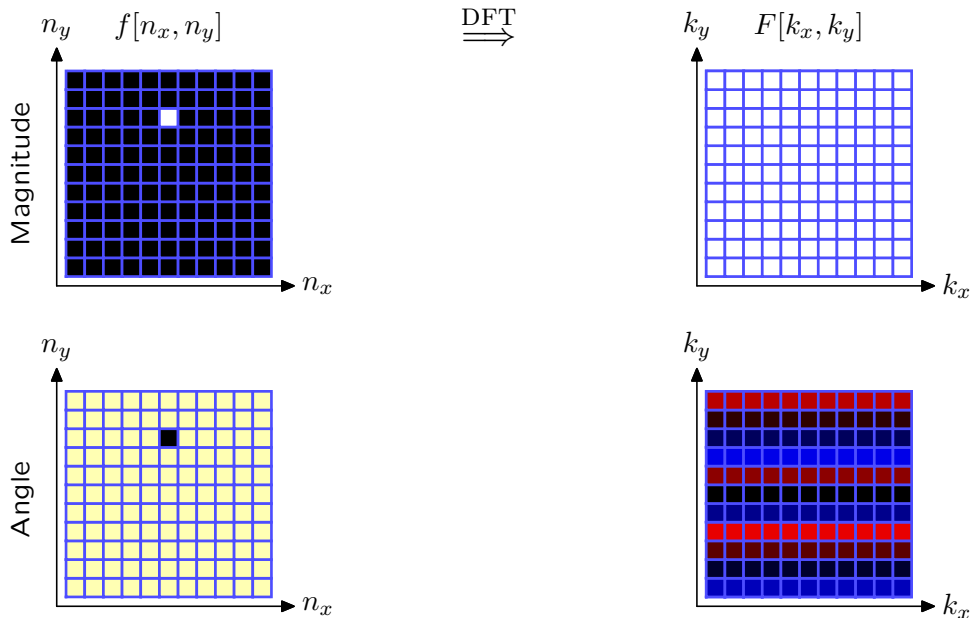 n_y f[n_x, n_y] DFT ⟹ k_y F[k_x, k_y]
Magnitude
n_x k_x
n_y k_y
Angle
n_x k_x